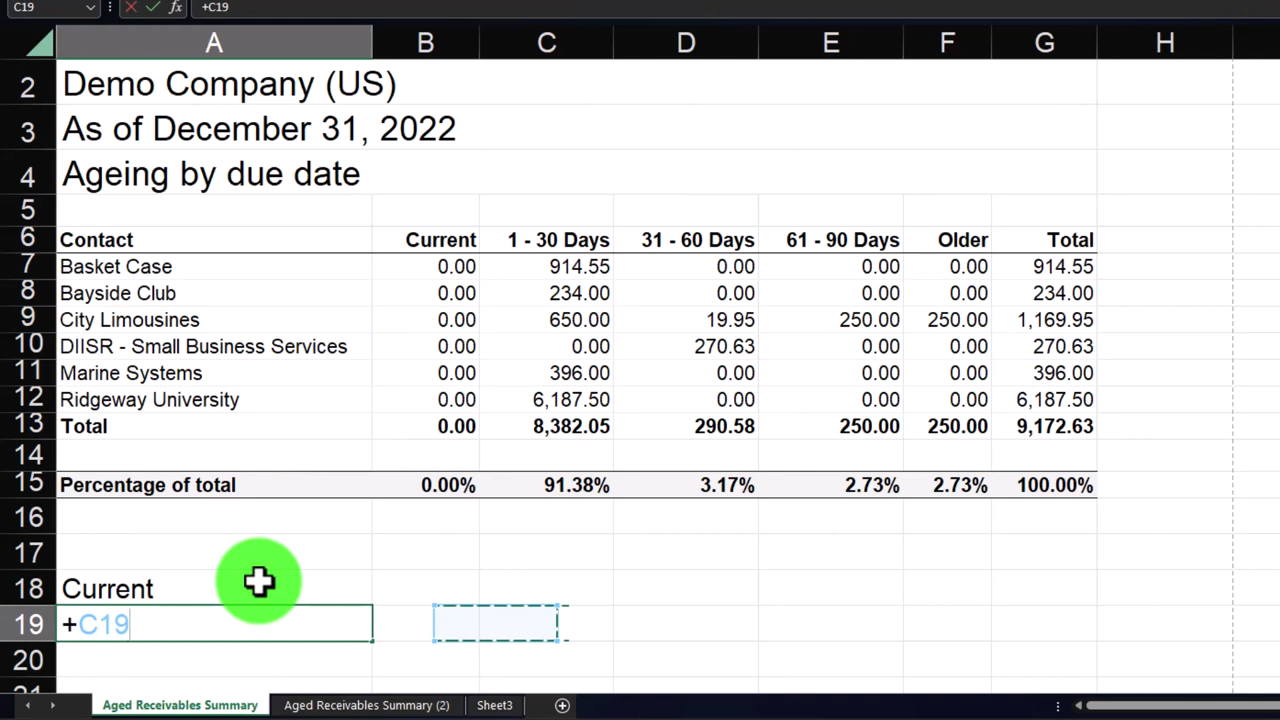 C19 fx +C19
A B C D E F G H
2 Demo Company (US)
3 As of December 31, 2022
4 Ageing by due date
5
6 Contact Current 1 - 30 Days 31 - 60 Days 61 - 90 Days Older Total
7 Basket Case 0.00 914.55 0.00 0.00 0.00 914.55
8 Bayside Club 0.00 234.00 0.00 0.00 0.00 234.00
9 City Limousines 0.00 650.00 19.95 250.00 250.00 1,169.95
10 DIISR - Small Business Services 0.00 0.00 270.63 0.00 0.00 270.63
11 Marine Systems 0.00 396.00 0.00 0.00 0.00 396.00
12 Ridgeway University 0.00 6,187.50 0.00 0.00 0.00 6,187.50
13 Total 0.00 8,382.05 290.58 250.00 250.00 9,172.63
14
15 Percentage of total 0.00% 91.38% 3.17% 2.73% 2.73% 100.00%
16
17
18 Current
19 +C19
20
21
Aged Receivables Summary Aged Receivables Summary (2) Sheet3